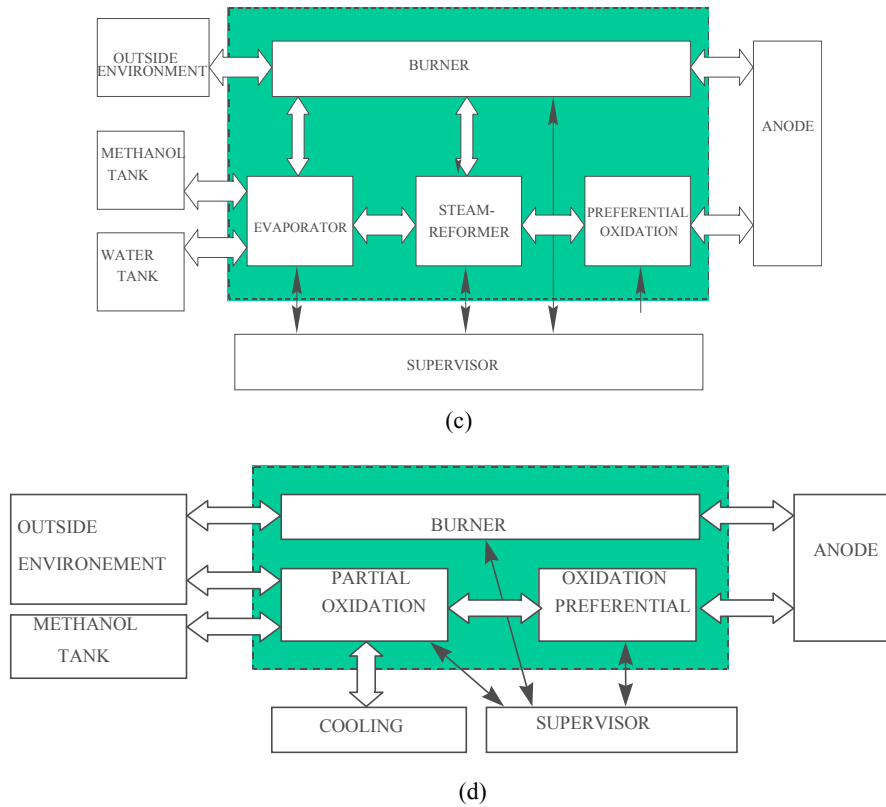 OUTSIDE
ENVIRONMENT
BURNER
ANODE
METHANOL
TANK
EVAPORATOR
STEAM-
REFORMER
PREFERENTIAL
OXIDATION
WATER
TANK
SUPERVISOR
(c)
OUTSIDE
ENVIRONEMENT
BURNER
ANODE
PARTIAL
OXIDATION
OXIDATION
PREFERENTIAL
METHANOL
TANK
COOLING
SUPERVISOR
(d)